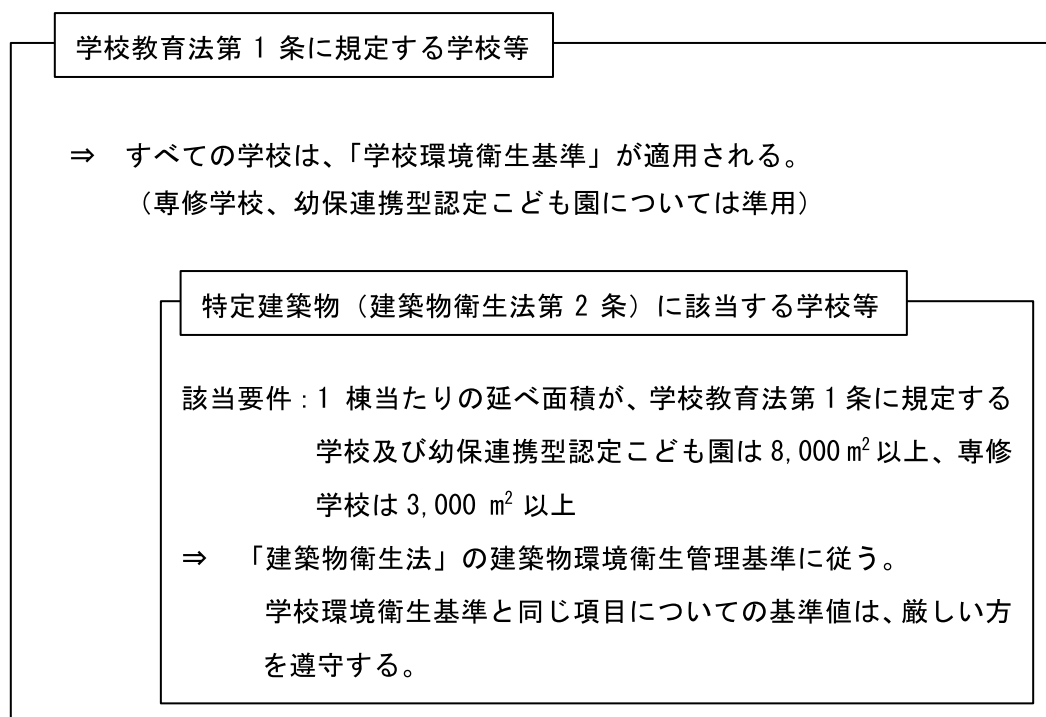 学校教育法第 1 条に規定する学校等
⇒ すべての学校は、「学校環境衛生基準」が適用される。
（専修学校、幼保連携型認定こども園については準用）
特定建築物（建築物衛生法第 2 条）に該当する学校等
該当要件：1 棟当たりの延べ面積が、学校教育法第 1 条に規定する
学校及び幼保連携型認定こども園は 8,000 ㎡以上、専修
学校は 3,000 ㎡ 以上
⇒ 「建築物衛生法」の建築物環境衛生管理基準に従う。
学校環境衛生基準と同じ項目についての基準値は、厳しい方
を遵守する。